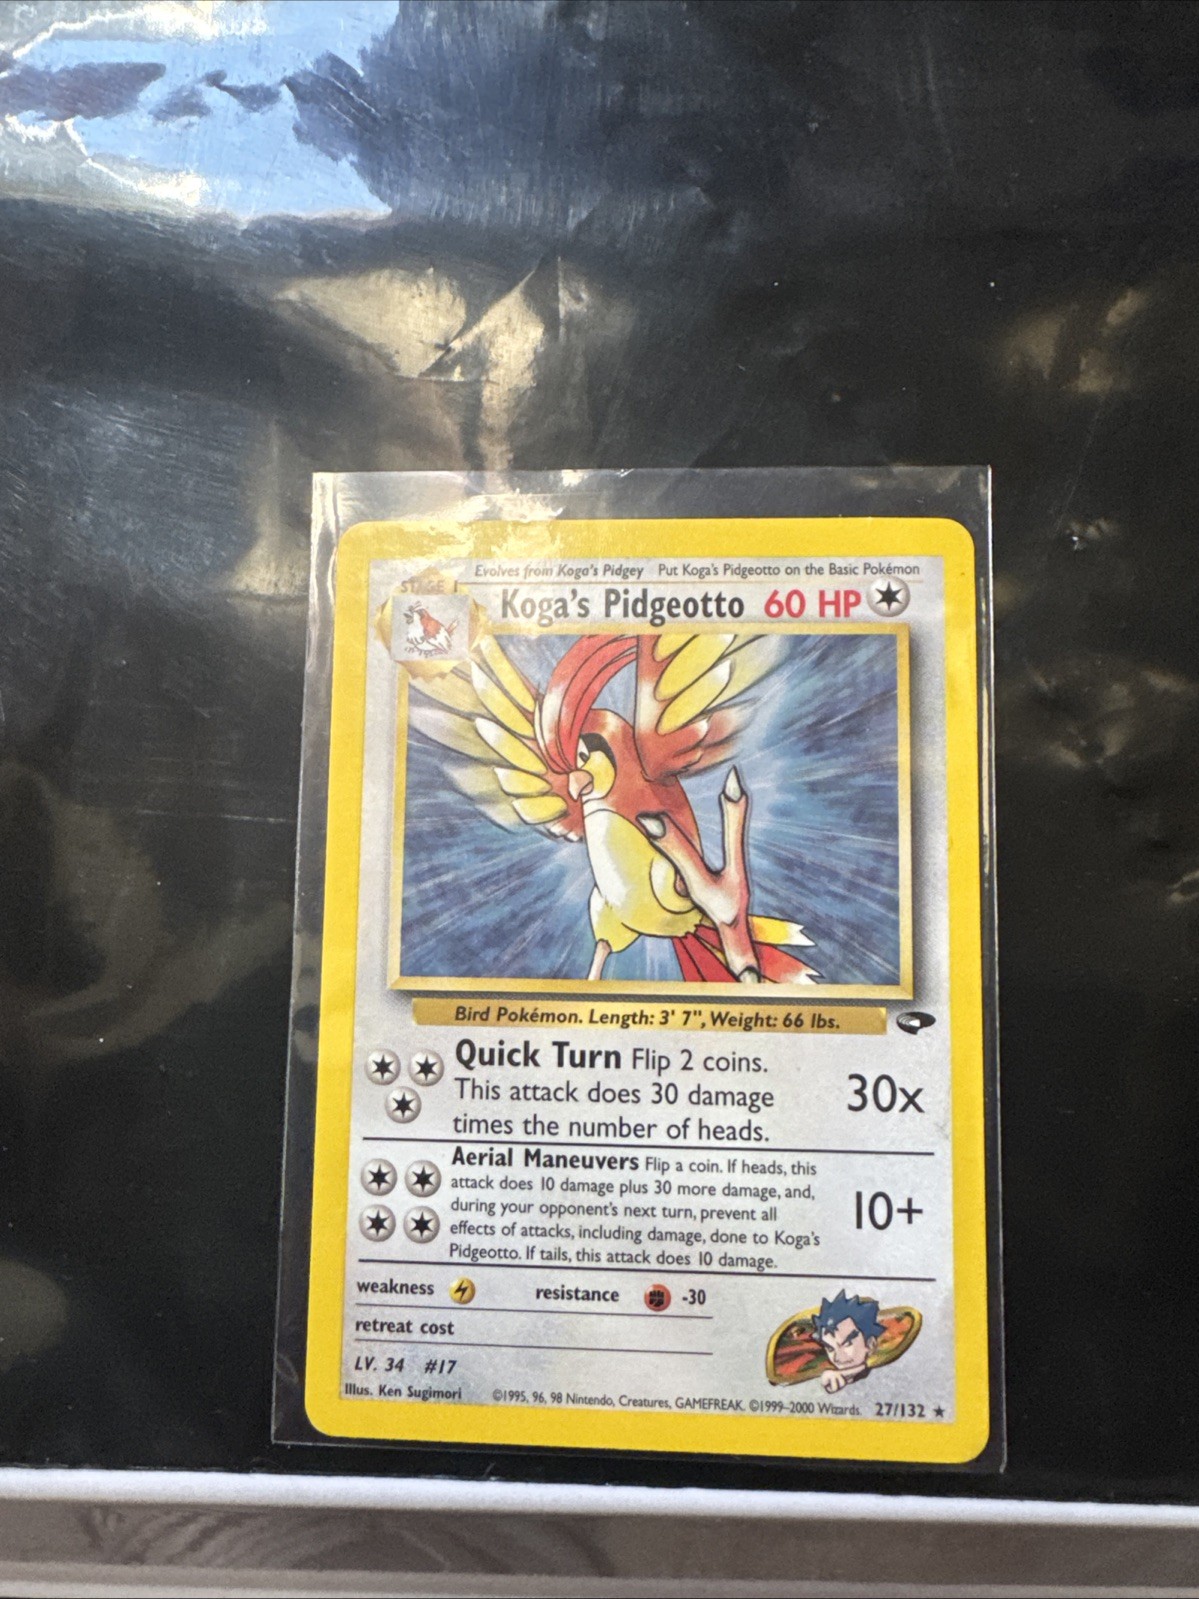 Evolves from Koga's Pidgey Put Koga's Pidgeotto on the Basic Pokémon
STAGE 1
Koga's Pidgeotto 60 HP
Bird Pokémon. Length: 3' 7", Weight: 66 lbs.
Quick Turn Flip 2 coins.
This attack does 30 damage
times the number of heads.
30x
Aerial Maneuvers Flip a coin. If heads, this
attack does 10 damage plus 30 more damage, and,
during your opponent's next turn, prevent all
effects of attacks, including damage, done to Koga's
Pidgeotto. If tails, this attack does 10 damage.
10+
weakness resistance -30
retreat cost
LV. 34 #17
Illus. Ken Sugimori ©1995, 96, 98 Nintendo, Creatures, GAMEFREAK. ©1999-2000 Wizards. 27/132 ★